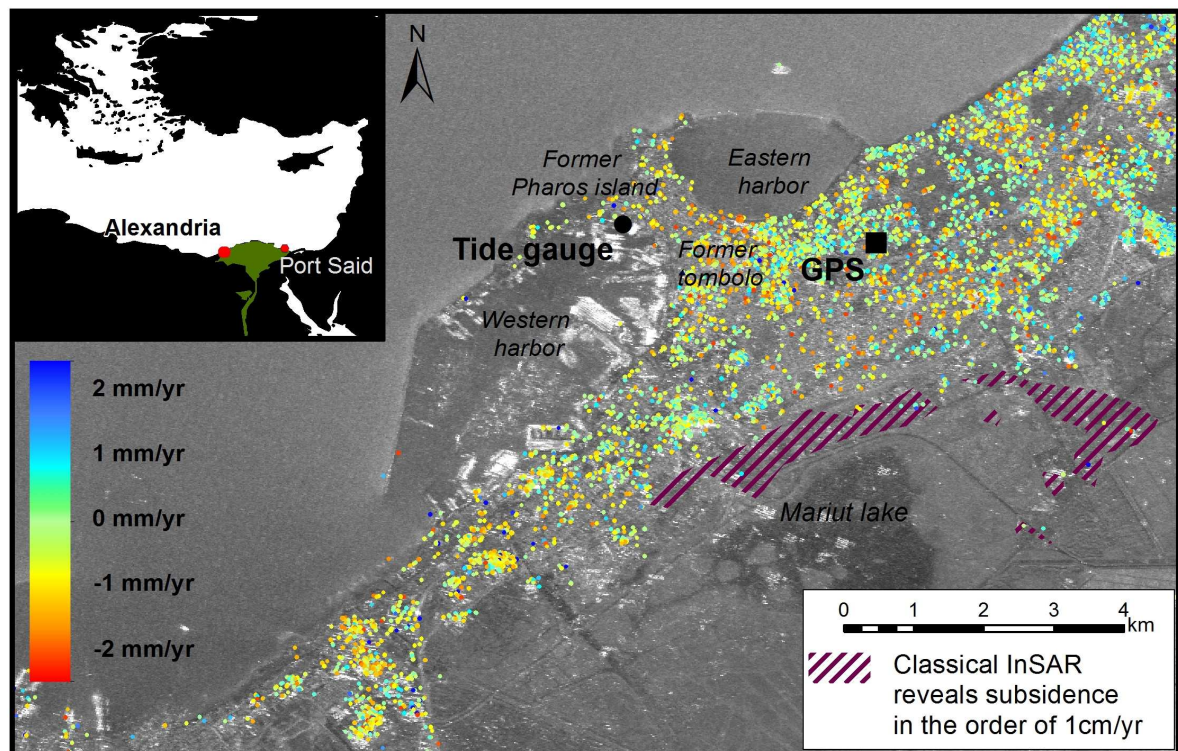 N
Alexandria
Port Said
Former
Pharos island
Eastern
harbor
Tide gauge
Former
tombolo
GPS
Western
harbor
Mariut lake
2 mm/yr
1 mm/yr
0 mm/yr
-1 mm/yr
-2 mm/yr
0 1 2 3 4
km
Classical InSAR
reveals subsidence
in the order of 1cm/yr